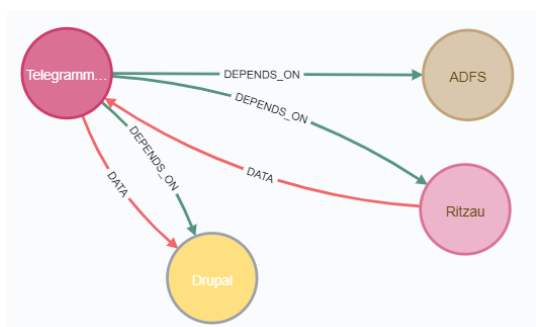 Telegramm...
DEPENDS_ON
ADFS
DEPENDS_ON
DEPENDS_ON
DATA
DATA
Ritzau
Drupal